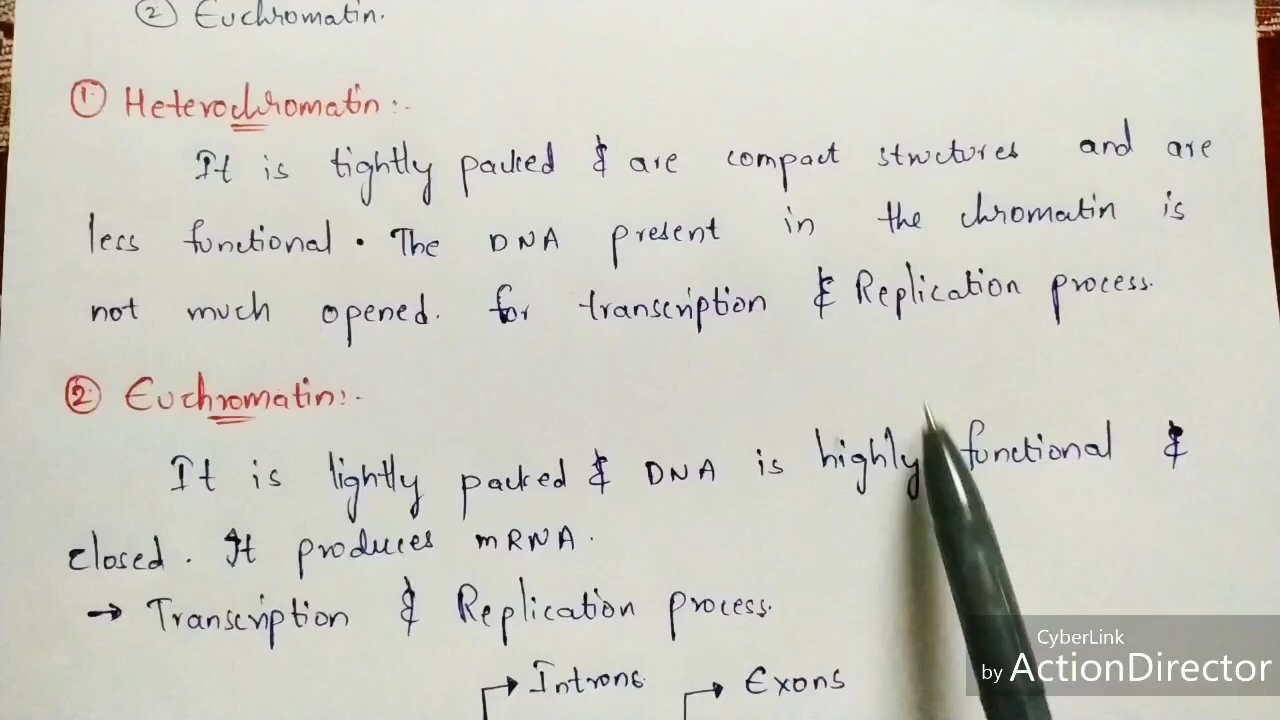 ② Euchromatin.
① Heterochromatin:-
It is tightly packed & are compact structures and are
less functional. The DNA present in the chromatin is
not much opened. for transcription & Replication process.
② Euchromatin:-
It is lightly packed & DNA is highly functional &
closed. It produces mRNA.
→ Transcription & Replication process.
→ Introns → Exons
CyberLink
by ActionDirector